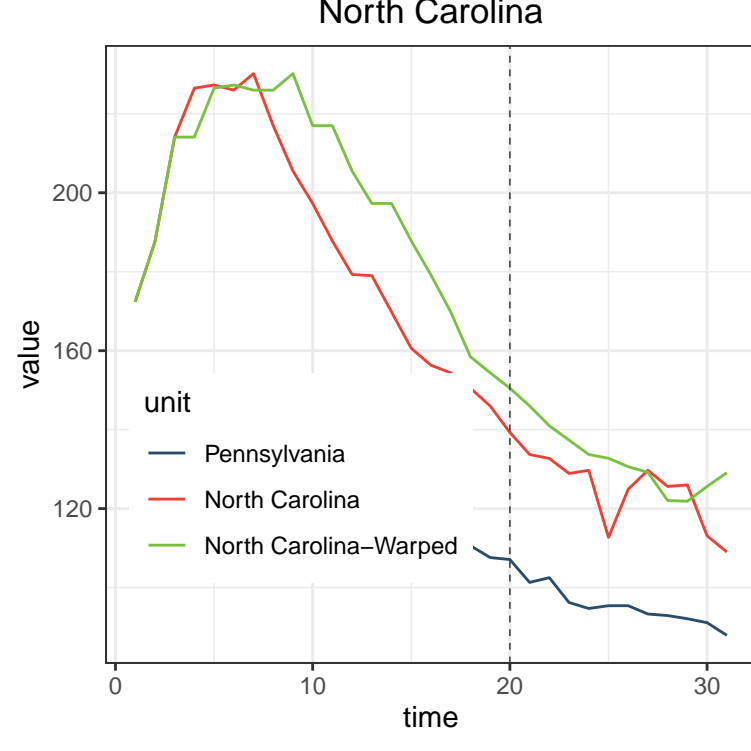 North Carolina
200
160
120
value
unit
Pennsylvania
North Carolina
North Carolina−Warped
0
10
20
30
time